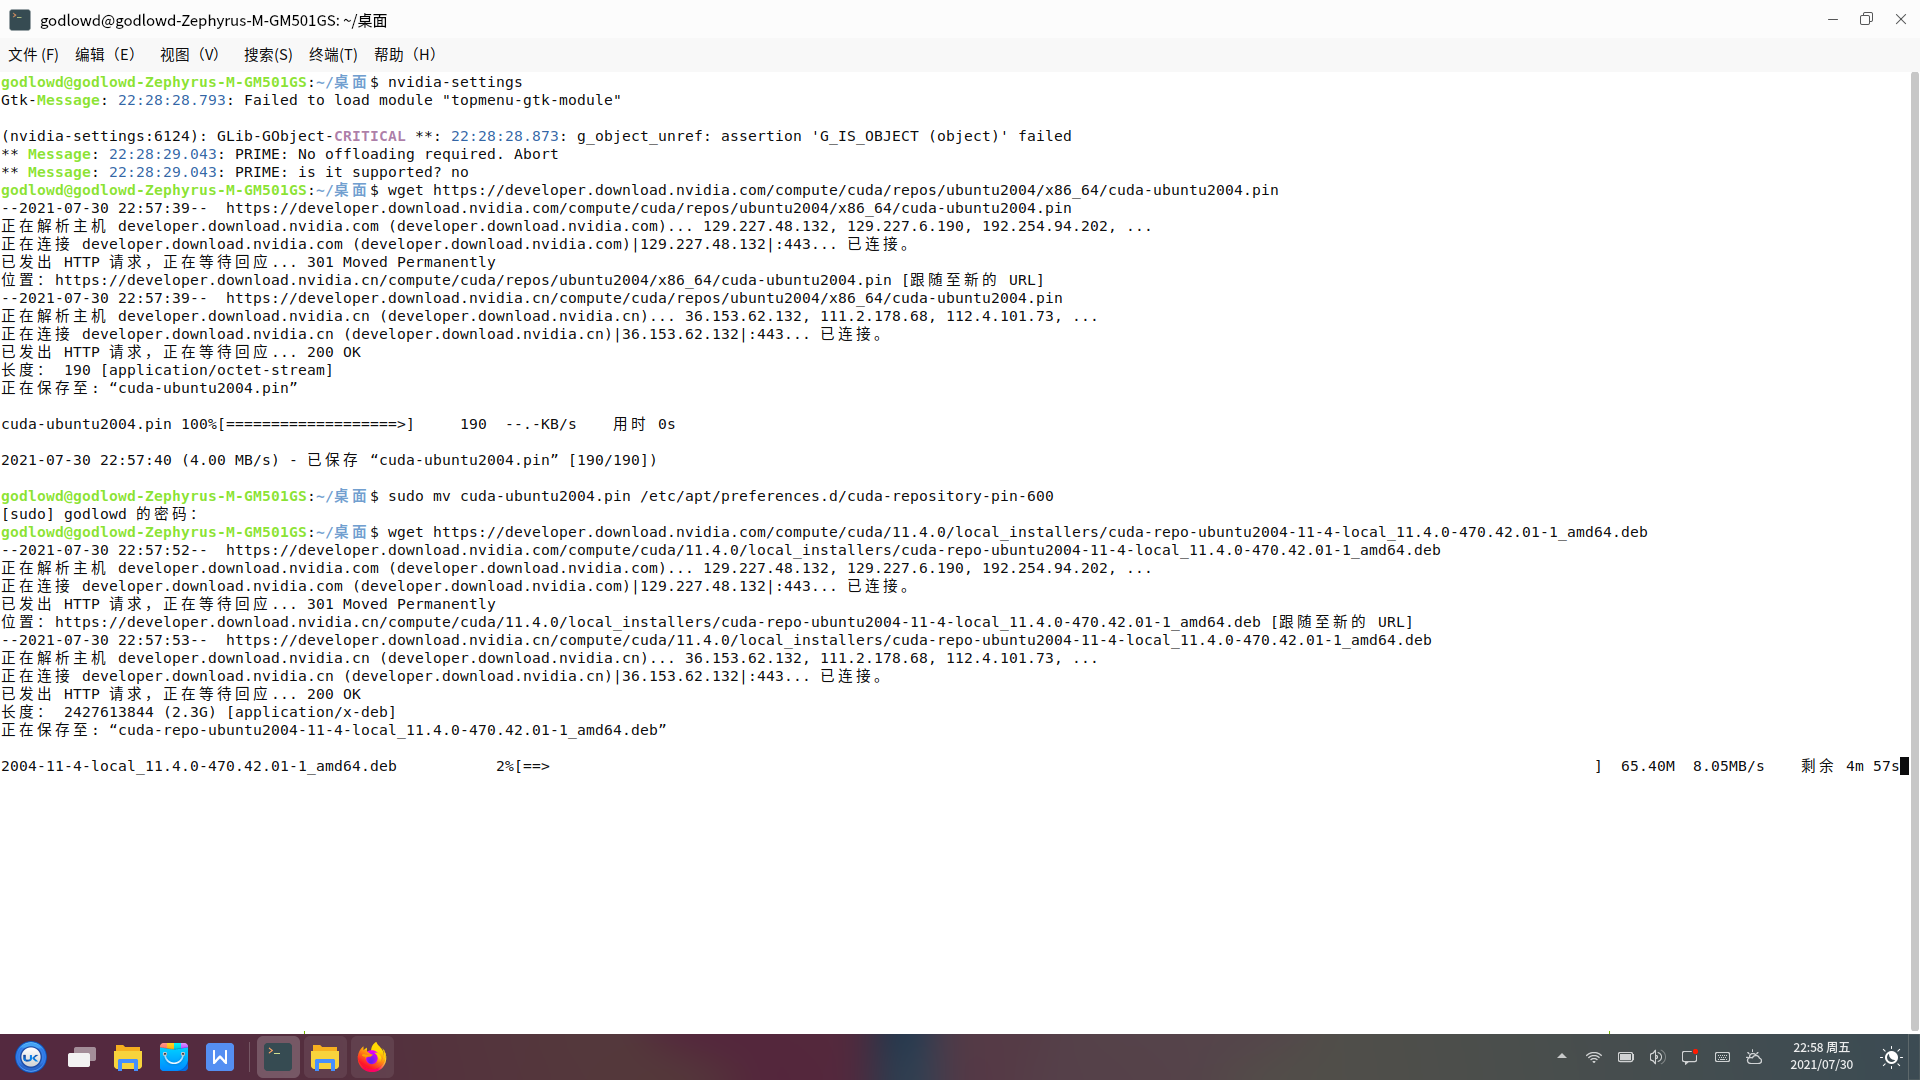 godlowd@godlowd-Zephyrus-M-GM501GS: ~/桌面
文件 (F) 编辑（E） 视图（V） 搜索(S) 终端(T) 帮助（H）
godlowd@godlowd-Zephyrus-M-GM501GS:~/桌面$ nvidia-settings
Gtk-Message: 22:28:28.793: Failed to load module "topmenu-gtk-module"
(nvidia-settings:6124): GLib-GObject-CRITICAL **: 22:28:28.873: g_object_unref: assertion 'G_IS_OBJECT (object)' failed
** Message: 22:28:29.043: PRIME: No offloading required. Abort
** Message: 22:28:29.043: PRIME: is it supported? no
godlowd@godlowd-Zephyrus-M-GM501GS:~/桌面$ wget https://developer.download.nvidia.com/compute/cuda/repos/ubuntu2004/x86_64/cuda-ubuntu2004.pin
--2021-07-30 22:57:39--  https://developer.download.nvidia.com/compute/cuda/repos/ubuntu2004/x86_64/cuda-ubuntu2004.pin
正在解析主机 developer.download.nvidia.com (developer.download.nvidia.com)... 129.227.48.132, 129.227.6.190, 192.254.94.202, ...
正在连接 developer.download.nvidia.com (developer.download.nvidia.com)|129.227.48.132|:443... 已连接。
已发出 HTTP 请求，正在等待回应... 301 Moved Permanently
位置：https://developer.download.nvidia.cn/compute/cuda/repos/ubuntu2004/x86_64/cuda-ubuntu2004.pin [跟随至新的 URL]
--2021-07-30 22:57:39--  https://developer.download.nvidia.cn/compute/cuda/repos/ubuntu2004/x86_64/cuda-ubuntu2004.pin
正在解析主机 developer.download.nvidia.cn (developer.download.nvidia.cn)... 36.153.62.132, 111.2.178.68, 112.4.101.73, ...
正在连接 developer.download.nvidia.cn (developer.download.nvidia.cn)|36.153.62.132|:443... 已连接。
已发出 HTTP 请求，正在等待回应... 200 OK
长度： 190 [application/octet-stream]
正在保存至: “cuda-ubuntu2004.pin”
cuda-ubuntu2004.pin 100%[===================>]     190  --.-KB/s    用时 0s
2021-07-30 22:57:40 (4.00 MB/s) - 已保存 “cuda-ubuntu2004.pin” [190/190])
godlowd@godlowd-Zephyrus-M-GM501GS:~/桌面$ sudo mv cuda-ubuntu2004.pin /etc/apt/preferences.d/cuda-repository-pin-600
[sudo] godlowd 的密码：
godlowd@godlowd-Zephyrus-M-GM501GS:~/桌面$ wget https://developer.download.nvidia.com/compute/cuda/11.4.0/local_installers/cuda-repo-ubuntu2004-11-4-local_11.4.0-470.42.01-1_amd64.deb
--2021-07-30 22:57:52--  https://developer.download.nvidia.com/compute/cuda/11.4.0/local_installers/cuda-repo-ubuntu2004-11-4-local_11.4.0-470.42.01-1_amd64.deb
正在解析主机 developer.download.nvidia.com (developer.download.nvidia.com)... 129.227.48.132, 129.227.6.190, 192.254.94.202, ...
正在连接 developer.download.nvidia.com (developer.download.nvidia.com)|129.227.48.132|:443... 已连接。
已发出 HTTP 请求，正在等待回应... 301 Moved Permanently
位置：https://developer.download.nvidia.cn/compute/cuda/11.4.0/local_installers/cuda-repo-ubuntu2004-11-4-local_11.4.0-470.42.01-1_amd64.deb [跟随至新的 URL]
--2021-07-30 22:57:53--  https://developer.download.nvidia.cn/compute/cuda/11.4.0/local_installers/cuda-repo-ubuntu2004-11-4-local_11.4.0-470.42.01-1_amd64.deb
正在解析主机 developer.download.nvidia.cn (developer.download.nvidia.cn)... 36.153.62.132, 111.2.178.68, 112.4.101.73, ...
正在连接 developer.download.nvidia.cn (developer.download.nvidia.cn)|36.153.62.132|:443... 已连接。
已发出 HTTP 请求，正在等待回应... 200 OK
长度： 2427613844 (2.3G) [application/x-deb]
正在保存至: “cuda-repo-ubuntu2004-11-4-local_11.4.0-470.42.01-1_amd64.deb”
2004-11-4-local_11.4.0-470.42.01-1_amd64.deb           2%[==>                    ]  65.40M  8.05MB/s    剩余 4m 57s
22:58 周五
2021/07/30